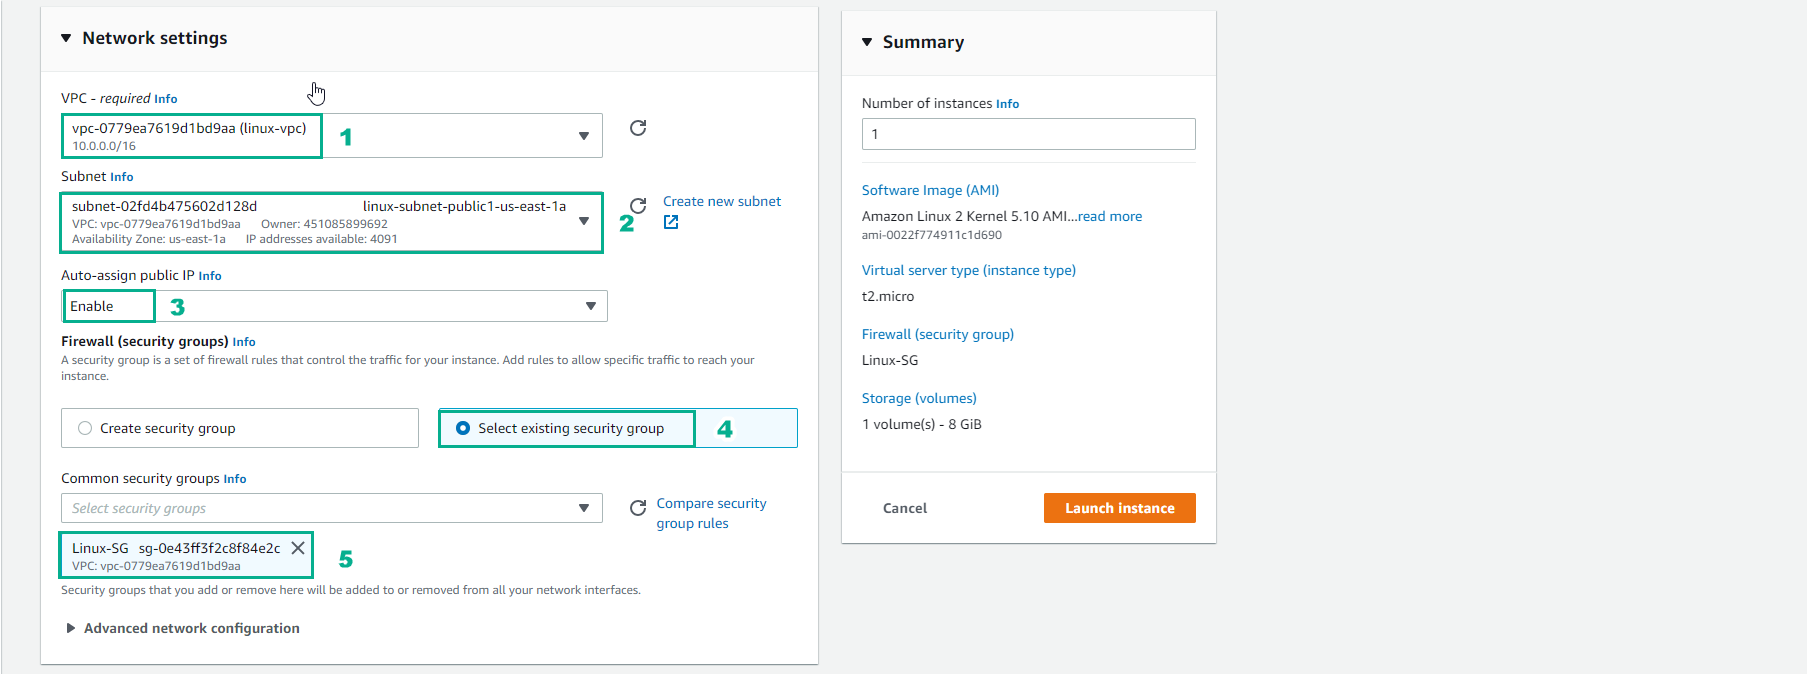 Network settings
VPC - required Info
vpc-0779ea7619d1bd9aa (linux-vpc)
10.0.0.0/16
1
Subnet Info
subnet-02fd4b475602d128d linux-subnet-public1-us-east-1a
VPC: vpc-0779ea7619d1bd9aa Owner: 451085899692
Availability Zone: us-east-1a IP addresses available: 4091
2
Create new subnet
Auto-assign public IP Info
Enable
3
Firewall (security groups) Info
A security group is a set of firewall rules that control the traffic for your instance. Add rules to allow specific traffic to reach your
instance.
Create security group
Select existing security group
4
Common security groups Info
Select security groups
Compare security
group rules
Linux-SG sg-0e43ff3f2c8f84e2c
VPC: vpc-0779ea7619d1bd9aa
5
Security groups that you add or remove here will be added to or removed from all your network interfaces.
Advanced network configuration
Summary
Number of instances Info
1
Software Image (AMI)
Amazon Linux 2 Kernel 5.10 AMI...read more
ami-0022f774911c1d690
Virtual server type (instance type)
t2.micro
Firewall (security group)
Linux-SG
Storage (volumes)
1 volume(s) - 8 GiB
Cancel
Launch instance